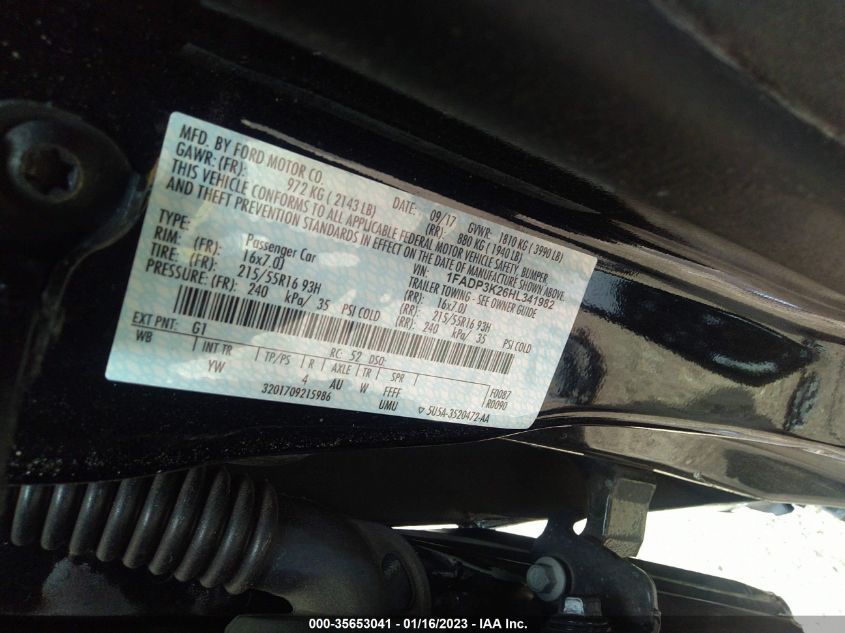 MFD. BY FORD MOTOR CO. DATE: 09/17 GVWR: 1810 KG ( 3990 LB)
GAWR: (FR): 972 KG ( 2143 LB) (RR): 880 KG ( 1940 LB)
THIS VEHICLE CONFORMS TO ALL APPLICABLE FEDERAL MOTOR VEHICLE SAFETY, BUMPER,
AND THEFT PREVENTION STANDARDS IN EFFECT ON THE DATE OF MANUFACTURE SHOWN ABOVE.
VIN: 1FADP3K26HL341982
TYPE: Passenger Car TRAILER TOWING - SEE OWNER GUIDE
RIM: (FR): 16x7.0J (RR): 16x7.0J
TIRE: (FR): 215/55R16 93H (RR): 215/55R16 93H
PRESSURE: (FR): 240 kPa/ 35 PSI COLD (RR): 240 kPa/ 35 PSI COLD
EXT PNT: G1 RC: 52 DSO:
WB INT TR TP/PS R AXLE TR SPR F0087
YW 4 AU W FFFF R0090
3201709215986 UMU 5U5A-3520472-AA
000-35653041 - 01/16/2023 - IAA Inc.